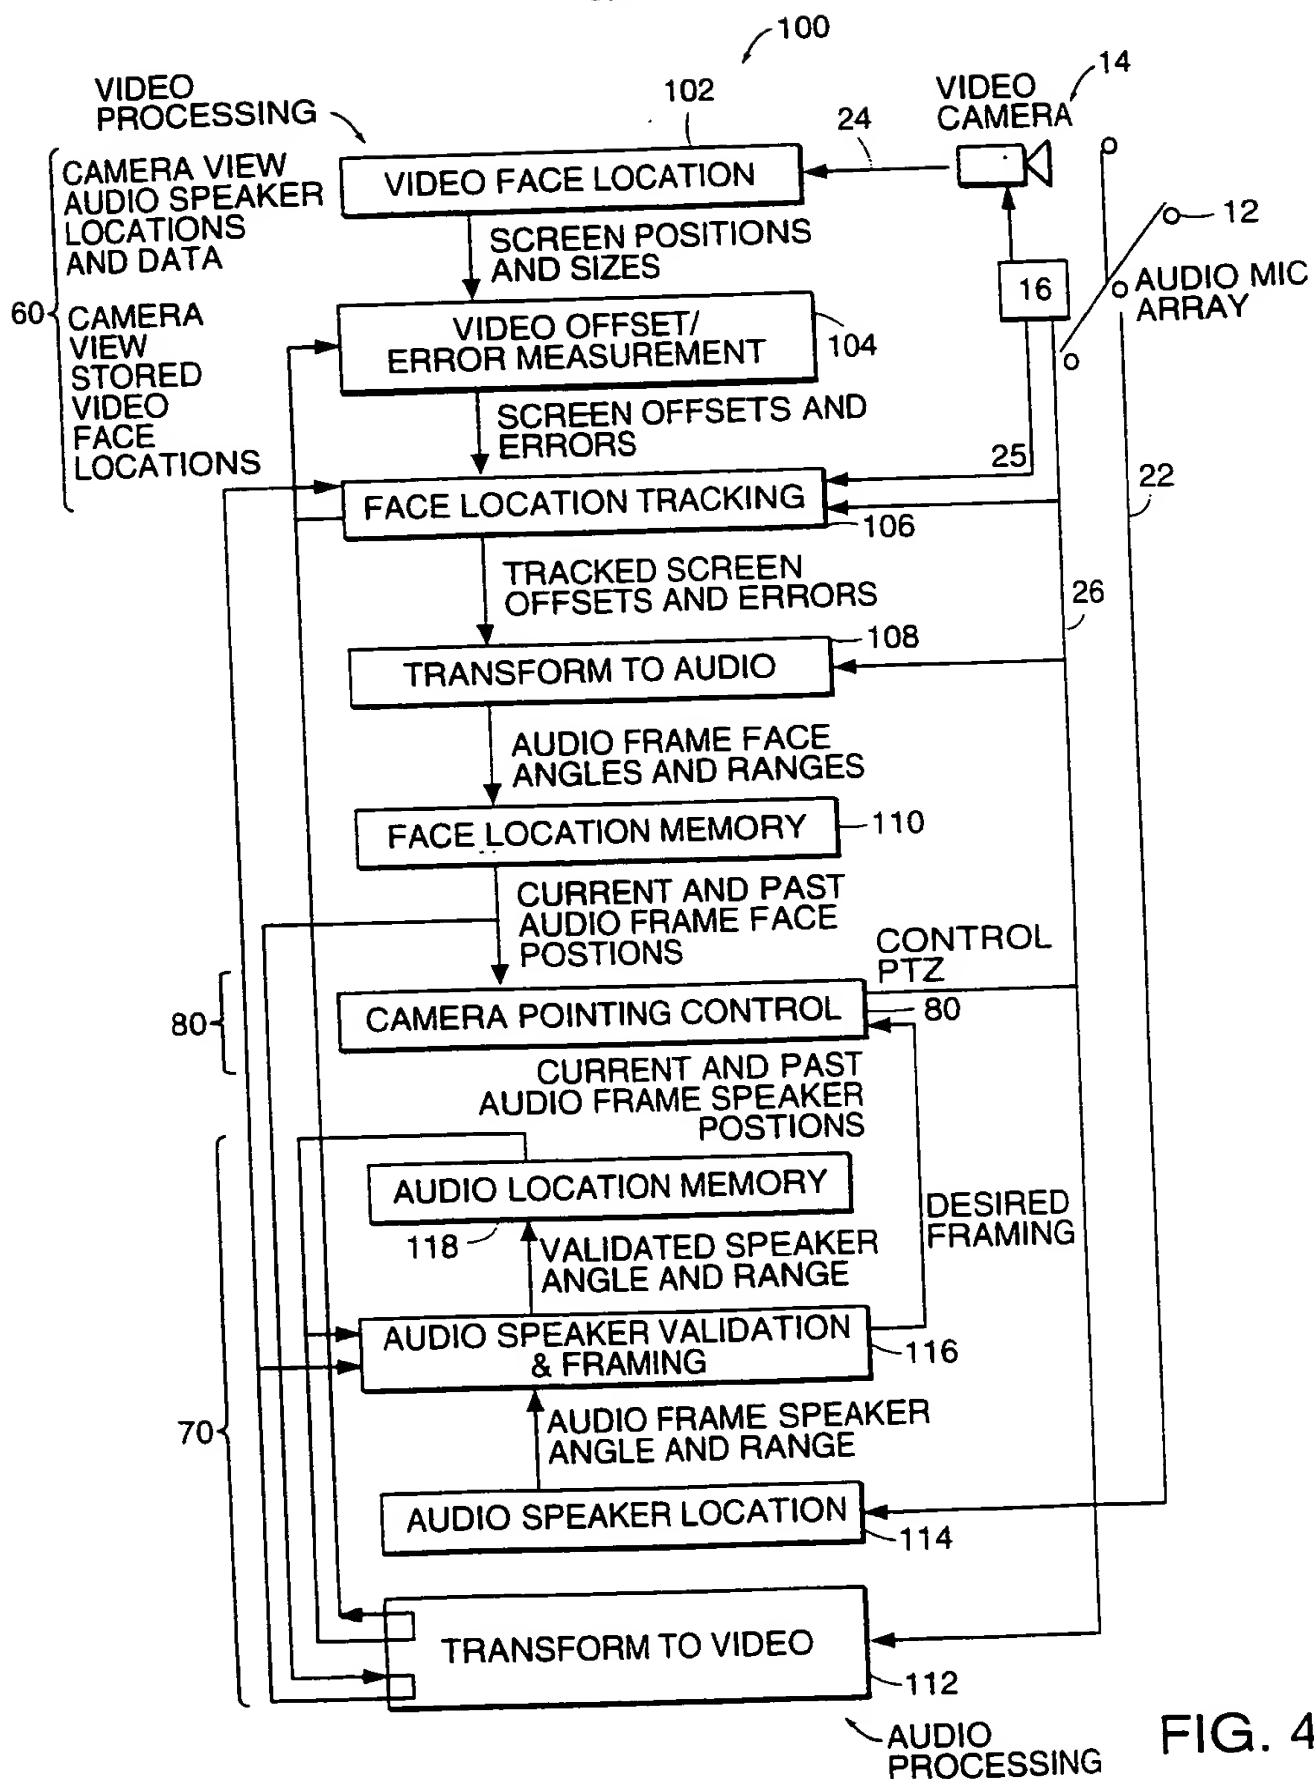 100
VIDEO
PROCESSING
102
VIDEO
CAMERA
14
24
CAMERA VIEW
AUDIO SPEAKER
LOCATIONS
AND DATA
VIDEO FACE LOCATION
12
SCREEN POSITIONS
AND SIZES
16
AUDIO MIC
ARRAY
60
CAMERA
VIEW
STORED
VIDEO
FACE
LOCATIONS
VIDEO OFFSET/
ERROR MEASUREMENT
104
SCREEN OFFSETS AND
ERRORS
25
22
FACE LOCATION TRACKING
106
TRACKED SCREEN
OFFSETS AND ERRORS
26
108
TRANSFORM TO AUDIO
AUDIO FRAME FACE
ANGLES AND RANGES
FACE LOCATION MEMORY
110
CURRENT AND PAST
AUDIO FRAME FACE
POSTIONS
CONTROL
PTZ
80
CAMERA POINTING CONTROL
80
CURRENT AND PAST
AUDIO FRAME SPEAKER
POSTIONS
AUDIO LOCATION MEMORY
118
DESIRED
FRAMING
VALIDATED SPEAKER
ANGLE AND RANGE
AUDIO SPEAKER VALIDATION
& FRAMING
116
70
AUDIO FRAME SPEAKER
ANGLE AND RANGE
AUDIO SPEAKER LOCATION
114
TRANSFORM TO VIDEO
112
AUDIO
PROCESSING
FIG. 4